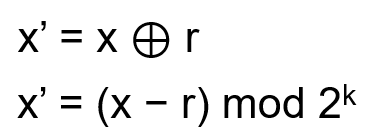 x’ = x ⊕ r
x’ = (x − r) mod 2ᵏ